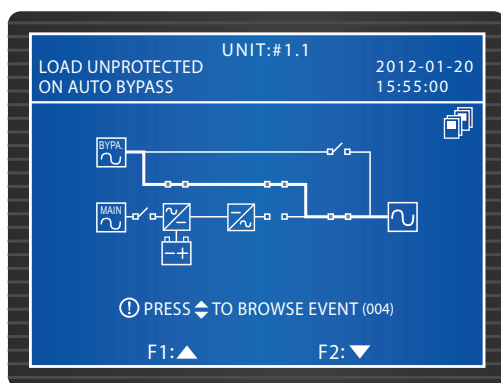 UNIT:#1.1
LOAD UNPROTECTED
ON AUTO BYPASS
2012-01-20
15:55:00
BYPA.
MAIN
PRESS TO BROWSE EVENT (004)
F1:
F2: